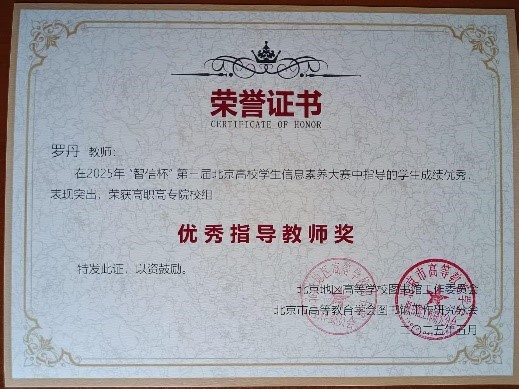 荣誉证书
CERTIFICATE OF HONOR
罗丹 教师：
在2025年“智信杯”第一届北京高校学生信息素养大赛中指导的学生成绩优秀，
表现突出，荣获高职高专院校组
优秀指导教师奖
特发此证，以资鼓励。
北京地区高等学校图书馆工作委员会
北京市高等教育学会图书馆工作研究分会
二〇二五年五月